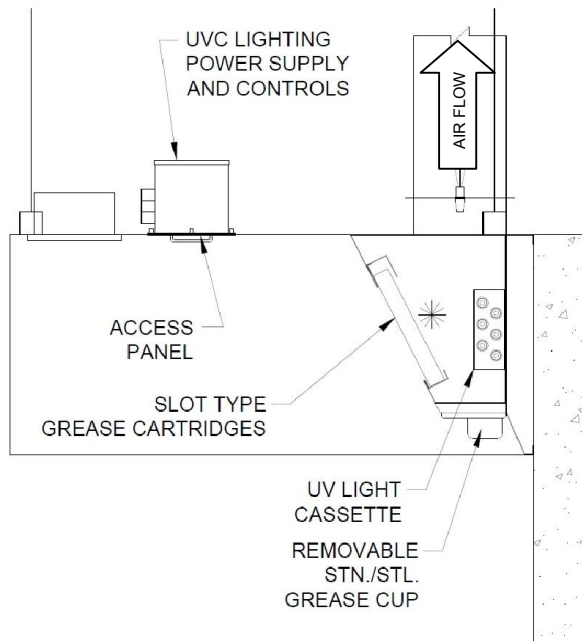 UVC LIGHTING
POWER SUPPLY
AND CONTROLS
AIR FLOW
ACCESS
PANEL
SLOT TYPE
GREASE CARTRIDGES
UV LIGHT
CASSETTE
REMOVABLE
STN./STL.
GREASE CUP